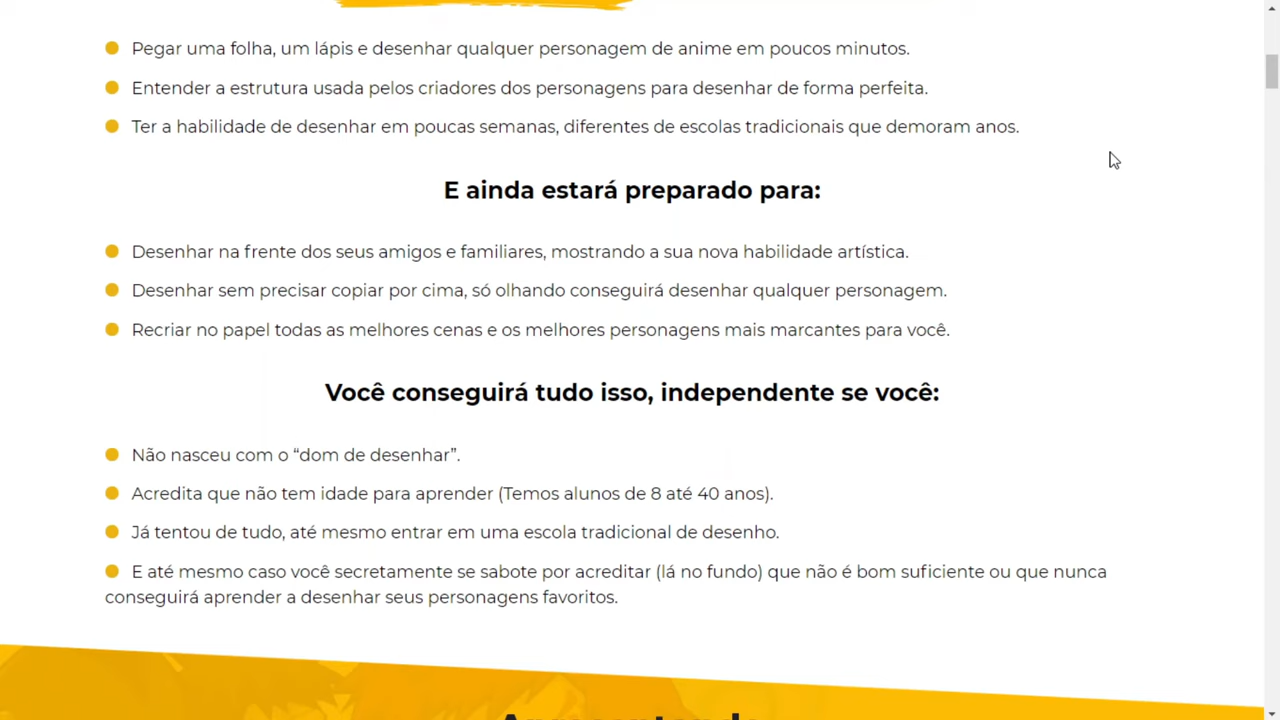 Pegar uma folha, um lápis e desenhar qualquer personagem de anime em poucos minutos.
Entender a estrutura usada pelos criadores dos personagens para desenhar de forma perfeita.
Ter a habilidade de desenhar em poucas semanas, diferentes de escolas tradicionais que demoram anos.
E ainda estará preparado para:
Desenhar na frente dos seus amigos e familiares, mostrando a sua nova habilidade artística.
Desenhar sem precisar copiar por cima, só olhando conseguirá desenhar qualquer personagem.
Recriar no papel todas as melhores cenas e os melhores personagens mais marcantes para você.
Você conseguirá tudo isso, independente se você:
Não nasceu com o “dom de desenhar”.
Acredita que não tem idade para aprender (Temos alunos de 8 até 40 anos).
Já tentou de tudo, até mesmo entrar em uma escola tradicional de desenho.
E até mesmo caso você secretamente se sabote por acreditar (lá no fundo) que não é bom suficiente ou que nunca
conseguirá aprender a desenhar seus personagens favoritos.